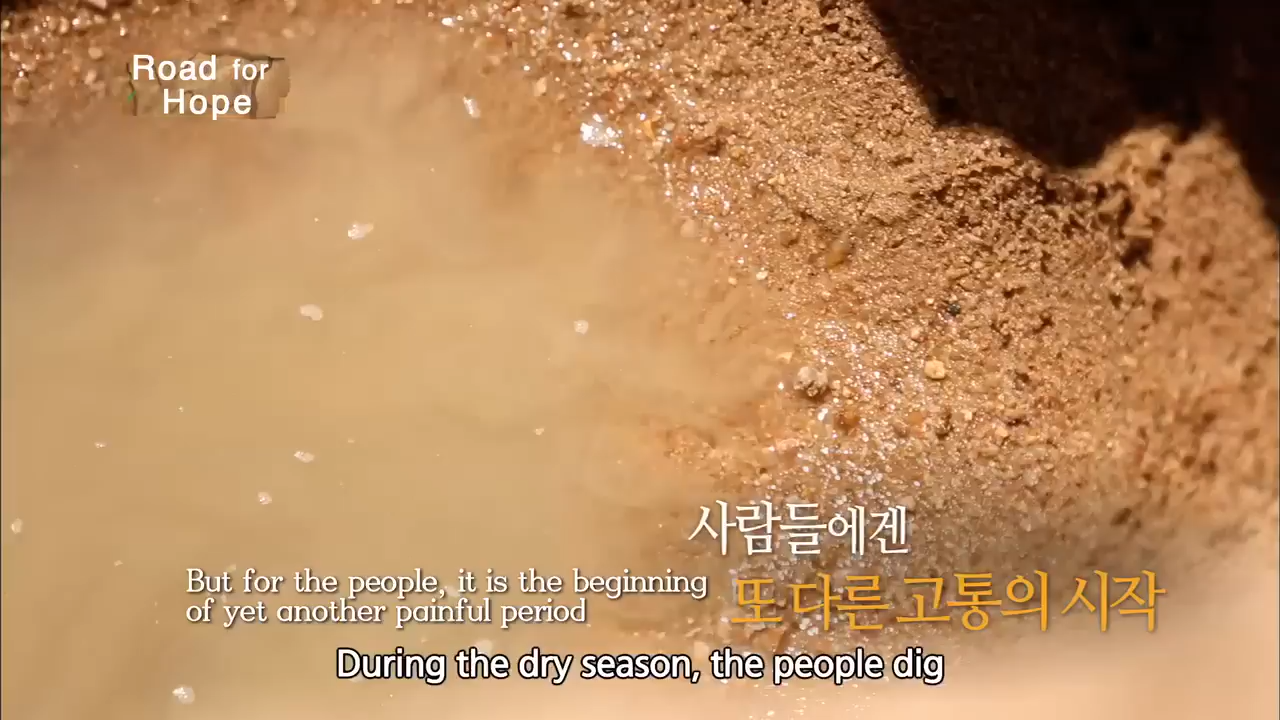 Road for
Hope
사람들에겐
또 다른 고통의 시작
But for the people, it is the beginning
of yet another painful period
During the dry season, the people dig